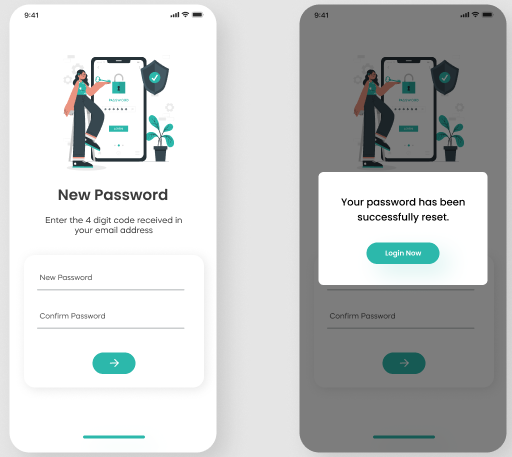 9:41
PASSWORD
New Password
Enter the 4 digit code received in
your email address
New Password
Confirm Password
9:41
PASSWORD
Your password has been
successfully reset.
Login Now
Confirm Password